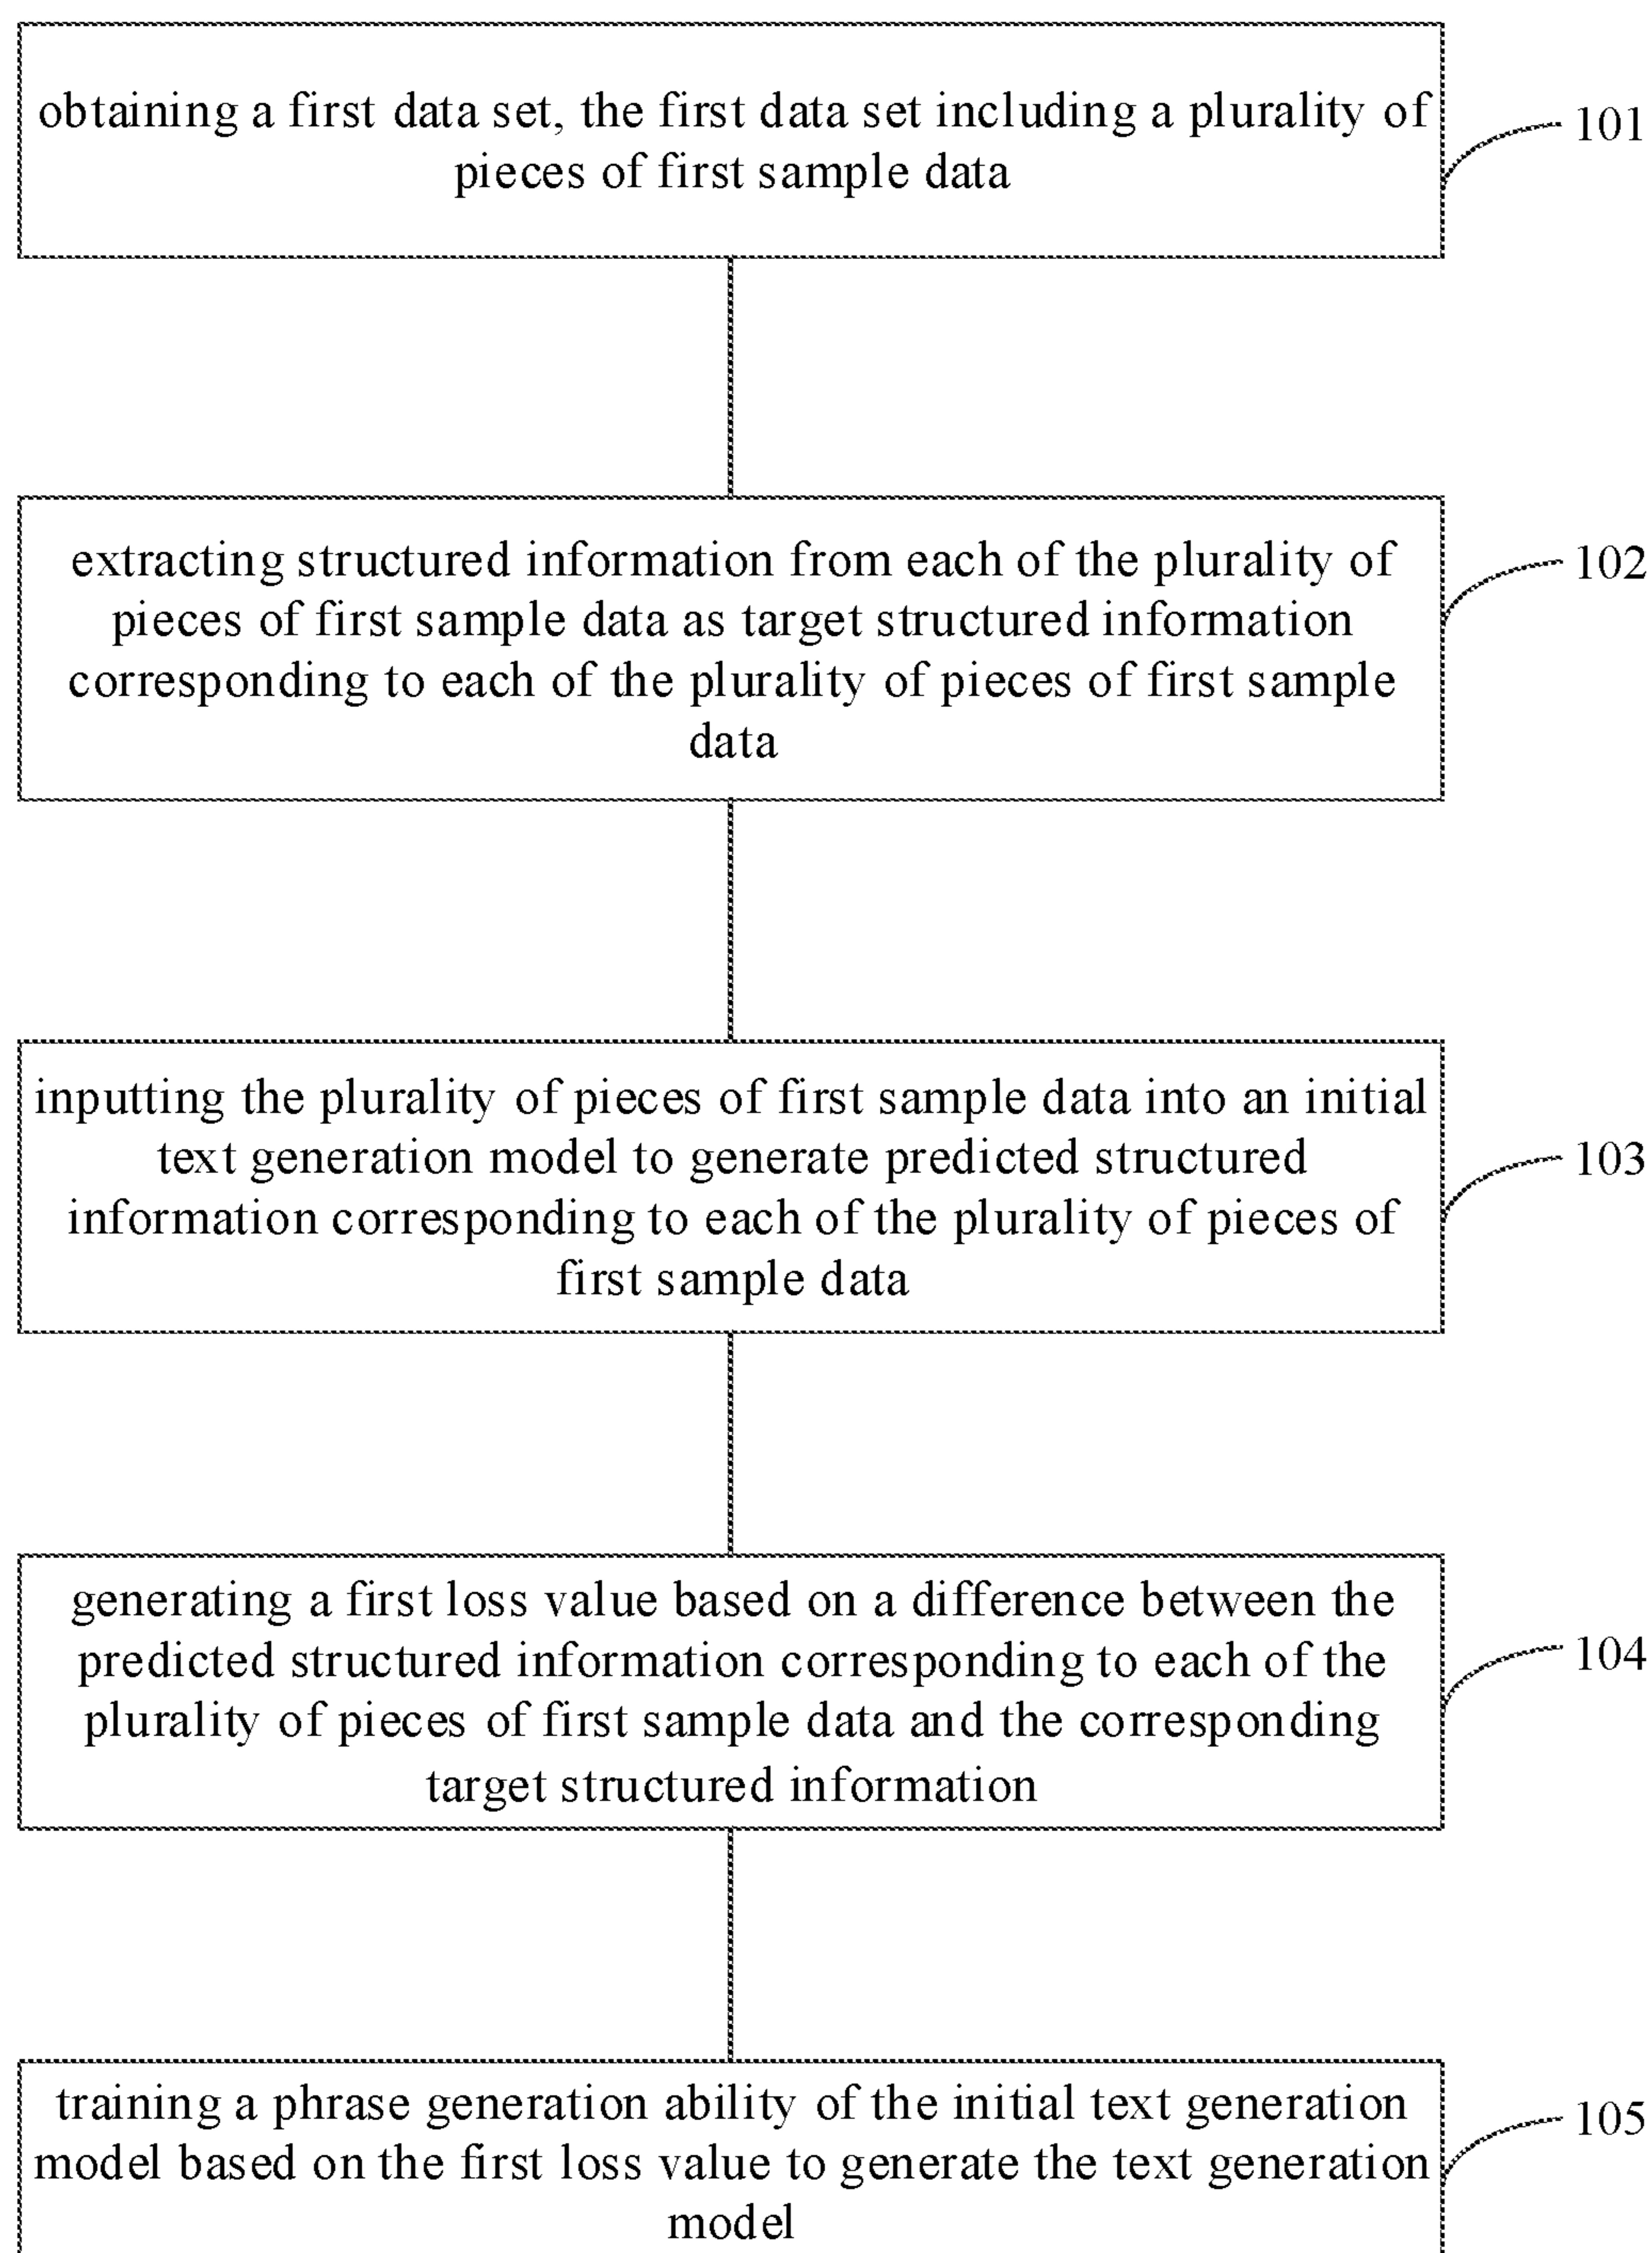 obtaining a first data set, the first data set including a plurality of
pieces of first sample data
101
extracting structured information from each of the plurality of
pieces of first sample data as target structured information
corresponding to each of the plurality of pieces of first sample
data
102
inputting the plurality of pieces of first sample data into an initial
text generation model to generate predicted structured
information corresponding to each of the plurality of pieces of
first sample data
103
generating a first loss value based on a difference between the
predicted structured information corresponding to each of the
plurality of pieces of first sample data and the corresponding
target structured information
104
training a phrase generation ability of the initial text generation
model based on the first loss value to generate the text generation
model
105